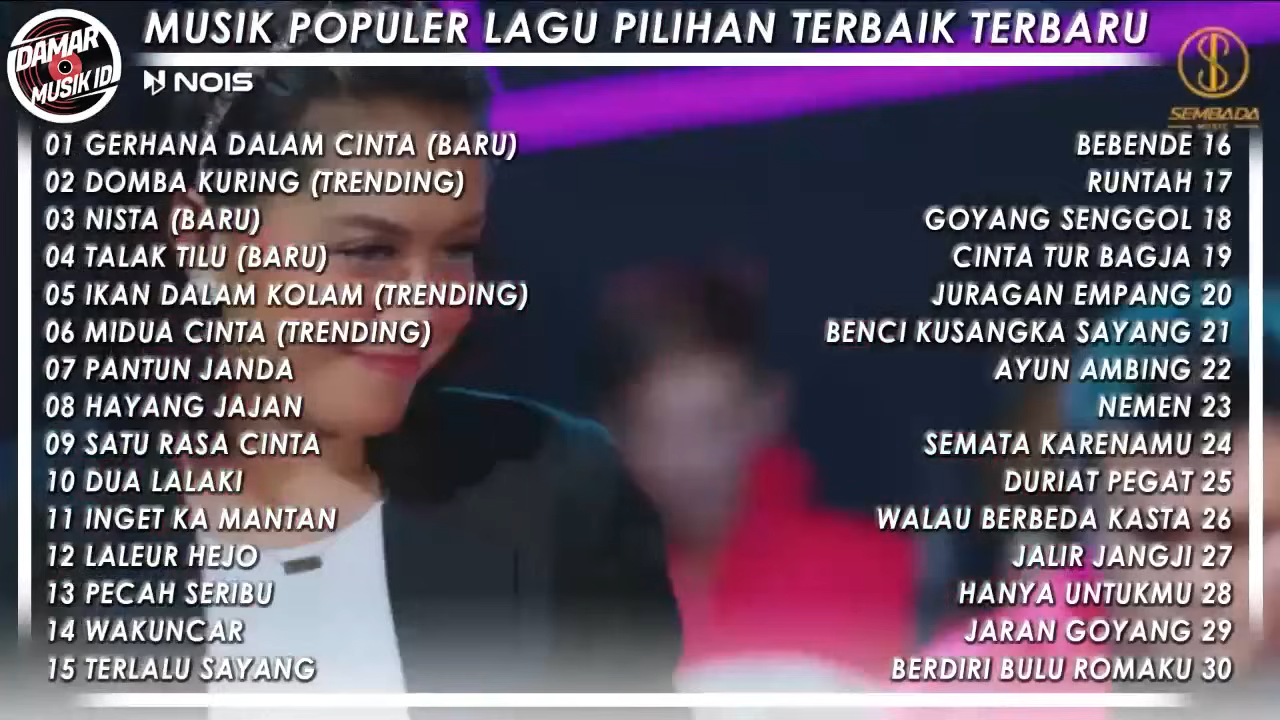 DAMAR
MUSIK ID
MUSIK POPULER LAGU PILIHAN TERBAIK TERBARU
NOIS
SEMBADA
MUSIC
01 GERHANA DALAM CINTA (BARU)
02 DOMBA KURING (TRENDING)
03 NISTA (BARU)
04 TALAK TILU (BARU)
05 IKAN DALAM KOLAM (TRENDING)
06 MIDUA CINTA (TRENDING)
07 PANTUN JANDA
08 HAYANG JAJAN
09 SATU RASA CINTA
10 DUA LALAKI
11 INGET KA MANTAN
12 LALEUR HEJO
13 PECAH SERIBU
14 WAKUNCAR
15 TERLALU SAYANG
BEBENDE 16
RUNTAH 17
GOYANG SENGGOL 18
CINTA TUR BAGJA 19
JURAGAN EMPANG 20
BENCI KUSANGKA SAYANG 21
AYUN AMBING 22
NEMEN 23
SEMATA KARENAMU 24
DURIAT PEGAT 25
WALAU BERBEDA KASTA 26
JALIR JANGJI 27
HANYA UNTUKMU 28
JARAN GOYANG 29
BERDIRI BULU ROMAKU 30